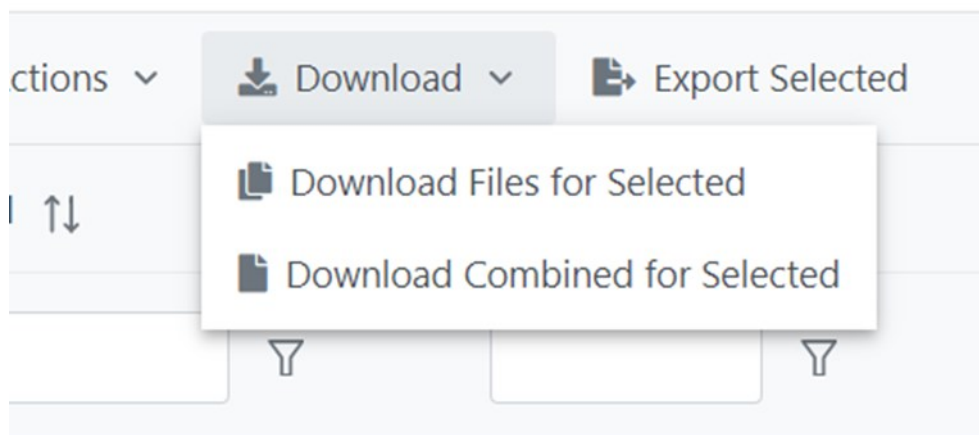 ctions
Download
Export Selected
Download Files for Selected
Download Combined for Selected